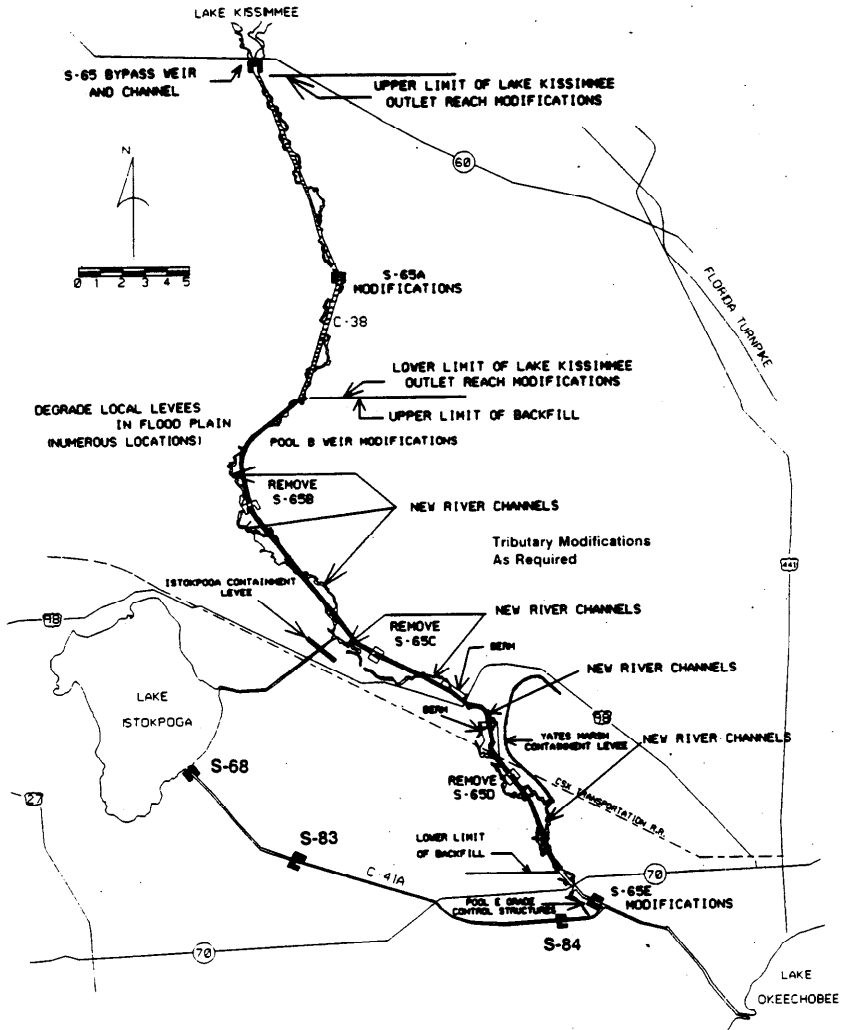 LAKE KISSIMMEE
S-65 BYPASS WEIR
AND CHANNEL
UPPER LIMIT OF LAKE KISSIMMEE
OUTLET REACH MODIFICATIONS
N
60
0 1 2 3 4 5
S-65A
MODIFICATIONS
FLORIDA TURNPIKE
C-38
LOWER LIMIT OF LAKE KISSIMMEE
OUTLET REACH MODIFICATIONS
DEGRADE LOCAL LEVEES
IN FLOOD PLAIN
(NUMEROUS LOCATIONS)
UPPER LIMIT OF BACKFILL
POOL B WEIR MODIFICATIONS
REMOVE
S-65B
NEW RIVER CHANNELS
Tributary Modifications
As Required
441
ISTOKPOGA CONTAINMENT
LEVEE
98
NEW RIVER CHANNELS
REMOVE
S-65C
BERM
NEW RIVER CHANNELS
LAKE
ISTOKPOGA
BERM
98
YATES MARSH
CONTAINMENT LEVEE
NEW RIVER CHANNELS
S-68
REMOVE
S-65D
CSX TRANSPORTATION R.R.
27
S-83
LOWER LIMIT
OF BACKFILL
C-41A
70
S-65E
MODIFICATIONS
POOL E GRADE
CONTROL STRUCTURES
S-84
70
LAKE
OKEECHOBEE